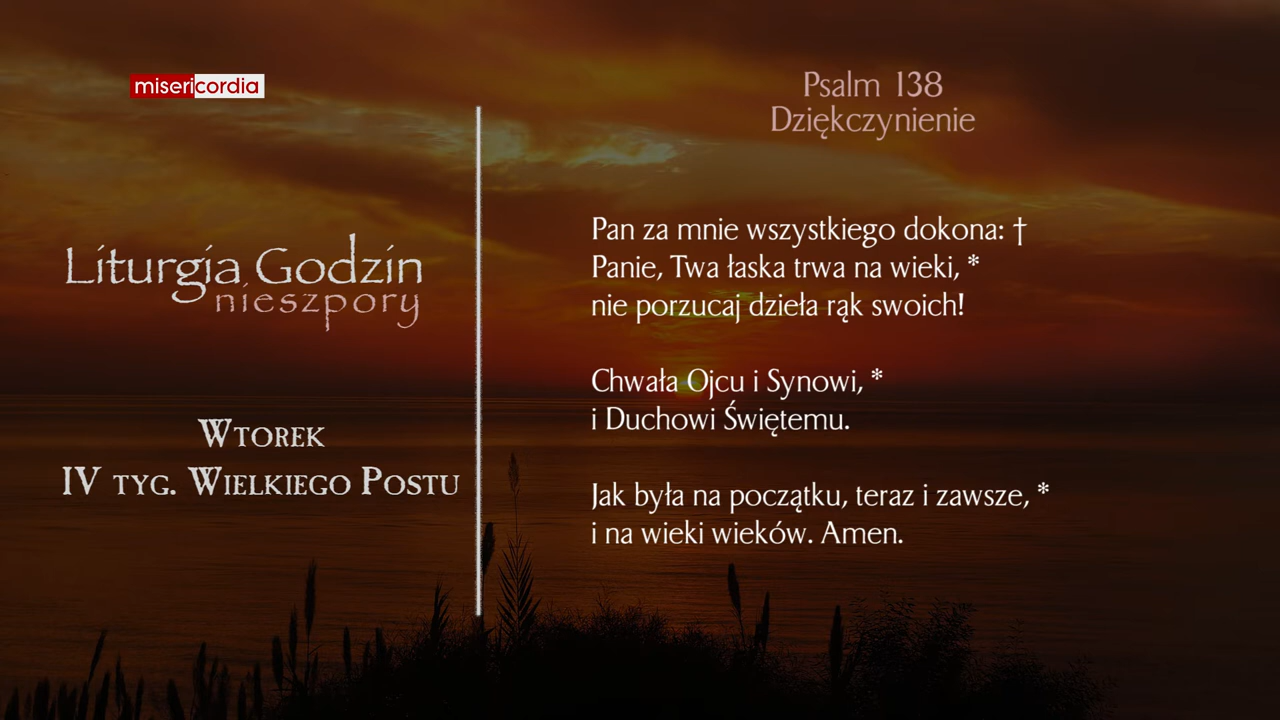 misericordia
Liturgia Godzin
nieszpory
Wtorek
IV tyg. Wielkiego Postu
Psalm 138
Dziękczynienie
Pan za mnie wszystkiego dokona: †
Panie, Twa łaska trwa na wieki, *
nie porzucaj dzieła rąk swoich!
Chwała Ojcu i Synowi, *
i Duchowi Świętemu.
Jak była na początku, teraz i zawsze, *
i na wieki wieków. Amen.